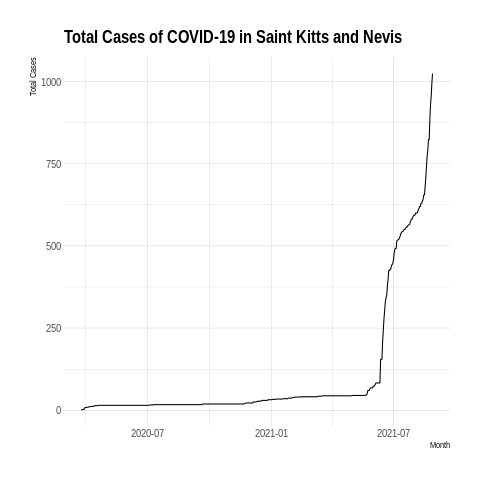 Total Cases of COVID-19 in Saint Kitts and Nevis
Total Cases
1000
750
500
250
0
2020-07 2021-01 2021-07
Month